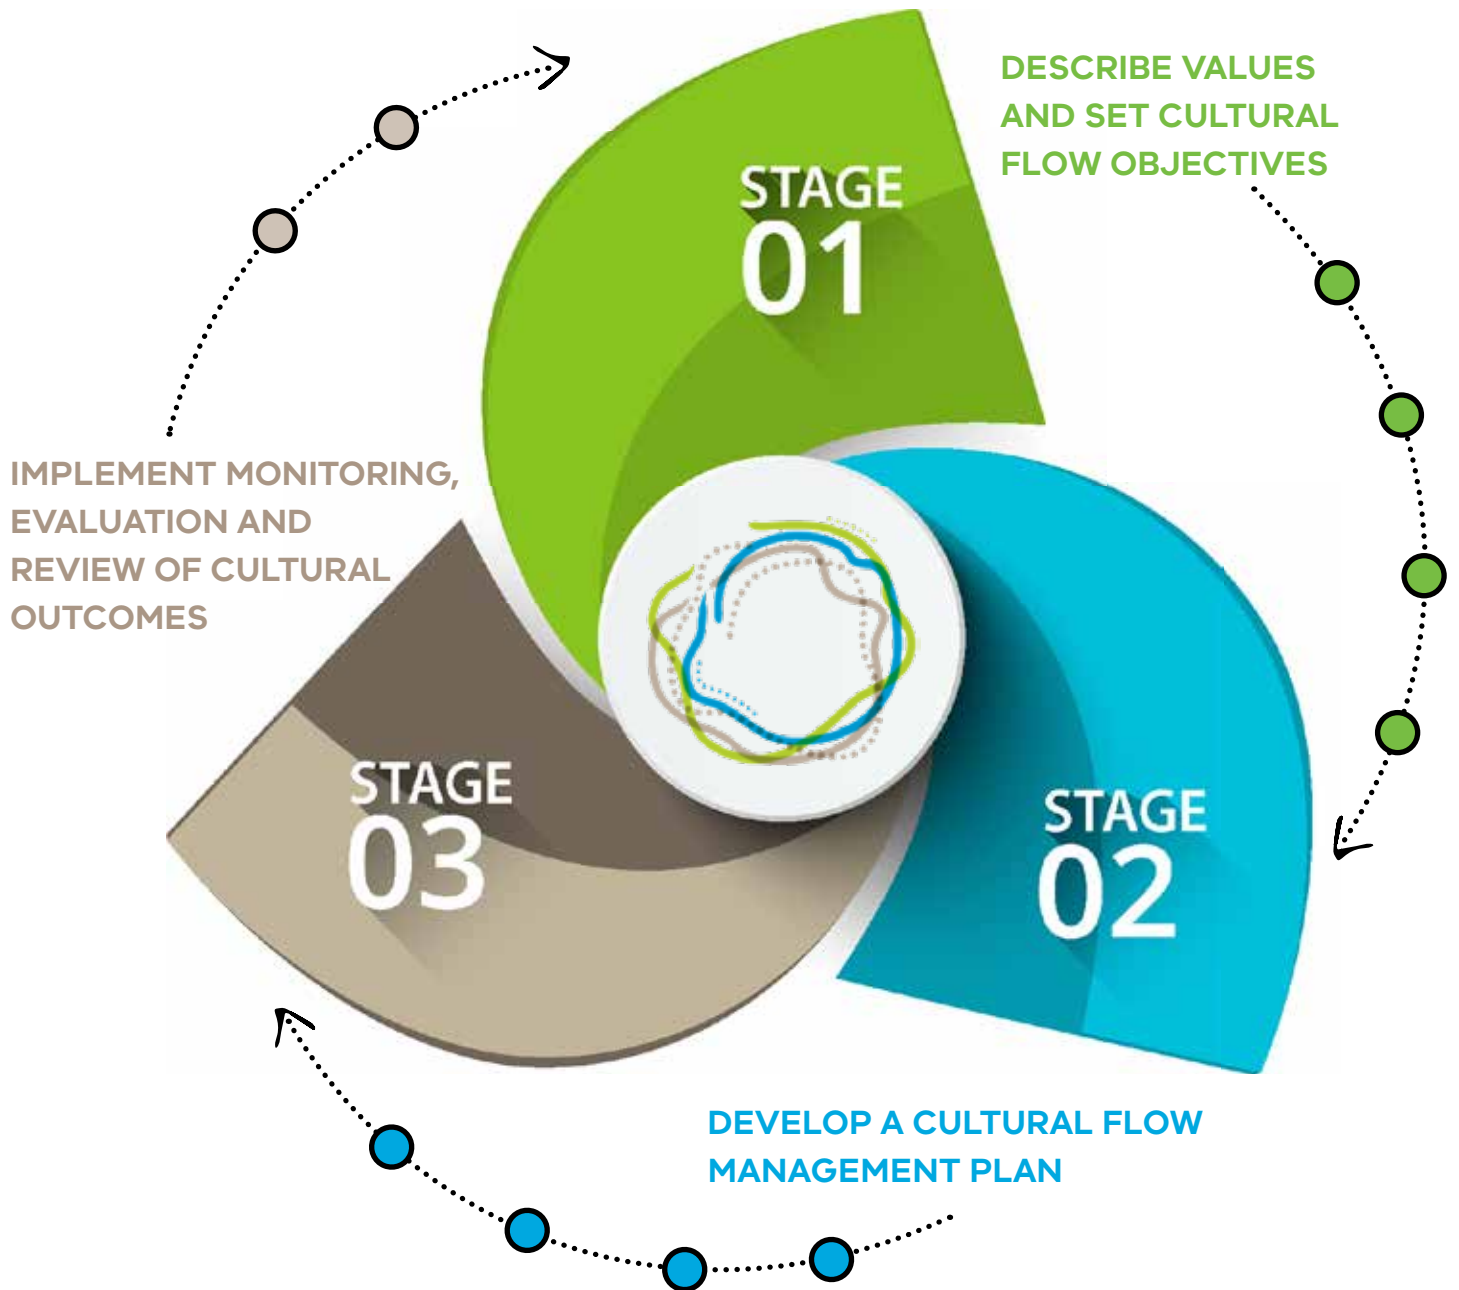 DESCRIBE VALUES
AND SET CULTURAL
FLOW OBJECTIVES
STAGE
01
IMPLEMENT MONITORING,
EVALUATION AND
REVIEW OF CULTURAL
OUTCOMES
STAGE
03
STAGE
02
DEVELOP A CULTURAL FLOW
MANAGEMENT PLAN